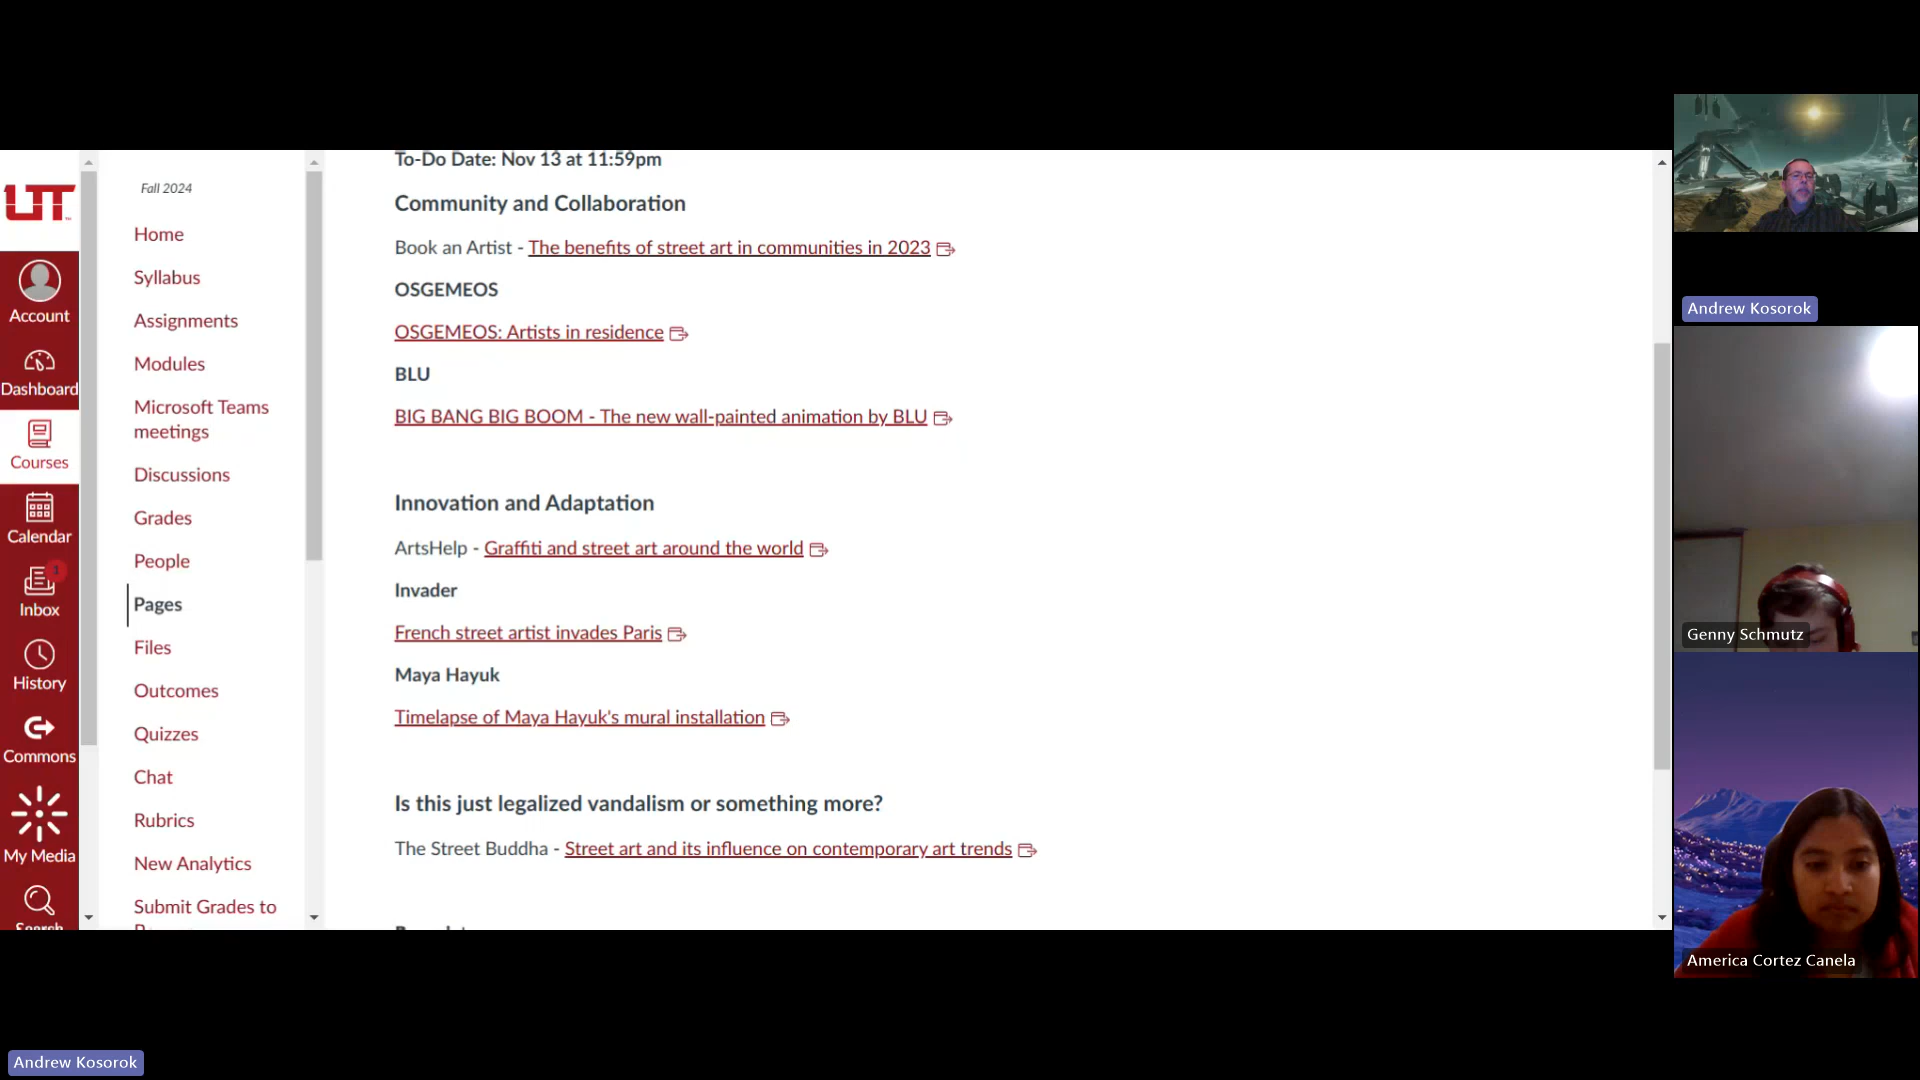 To-Do Date: Nov 13 at 11:59pm
Fall 2024
Home
Syllabus
Assignments
Modules
Microsoft Teams
meetings
Discussions
Grades
People
Pages
Files
Outcomes
Quizzes
Chat
Rubrics
New Analytics
Submit Grades to
UT
Account
Dashboard
Courses
Calendar
1
Inbox
History
Commons
My Media
Search
Community and Collaboration
Book an Artist - The benefits of street art in communities in 2023
OSGEMEOS
OSGEMEOS: Artists in residence
BLU
BIG BANG BIG BOOM - The new wall-painted animation by BLU
Innovation and Adaptation
ArtsHelp - Graffiti and street art around the world
Invader
French street artist invades Paris
Maya Hayuk
Timelapse of Maya Hayuk's mural installation
Is this just legalized vandalism or something more?
The Street Buddha - Street art and its influence on contemporary art trends
Andrew Kosorok
Genny Schmutz
America Cortez Canela
Andrew Kosorok